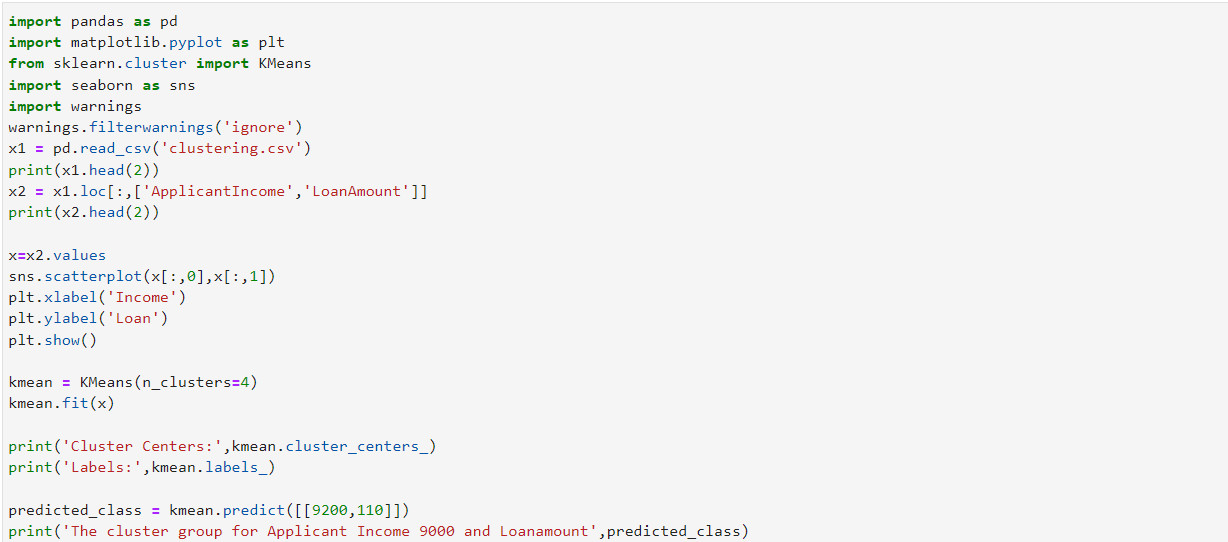 import pandas as pd
import matplotlib.pyplot as plt
from sklearn.cluster import KMeans
import seaborn as sns
import warnings
warnings.filterwarnings('ignore')
x1 = pd.read_csv('clustering.csv')
print(x1.head(2))
x2 = x1.loc[:,['ApplicantIncome','LoanAmount']]
print(x2.head(2))
x=x2.values
sns.scatterplot(x[:,0],x[:,1])
plt.xlabel('Income')
plt.ylabel('Loan')
plt.show()
kmean = KMeans(n_clusters=4)
kmean.fit(x)
print('Cluster Centers:',kmean.cluster_centers_)
print('Labels:',kmean.labels_)
predicted_class = kmean.predict([[9200,110]])
print('The cluster group for Applicant Income 9000 and Loanamount',predicted_class)